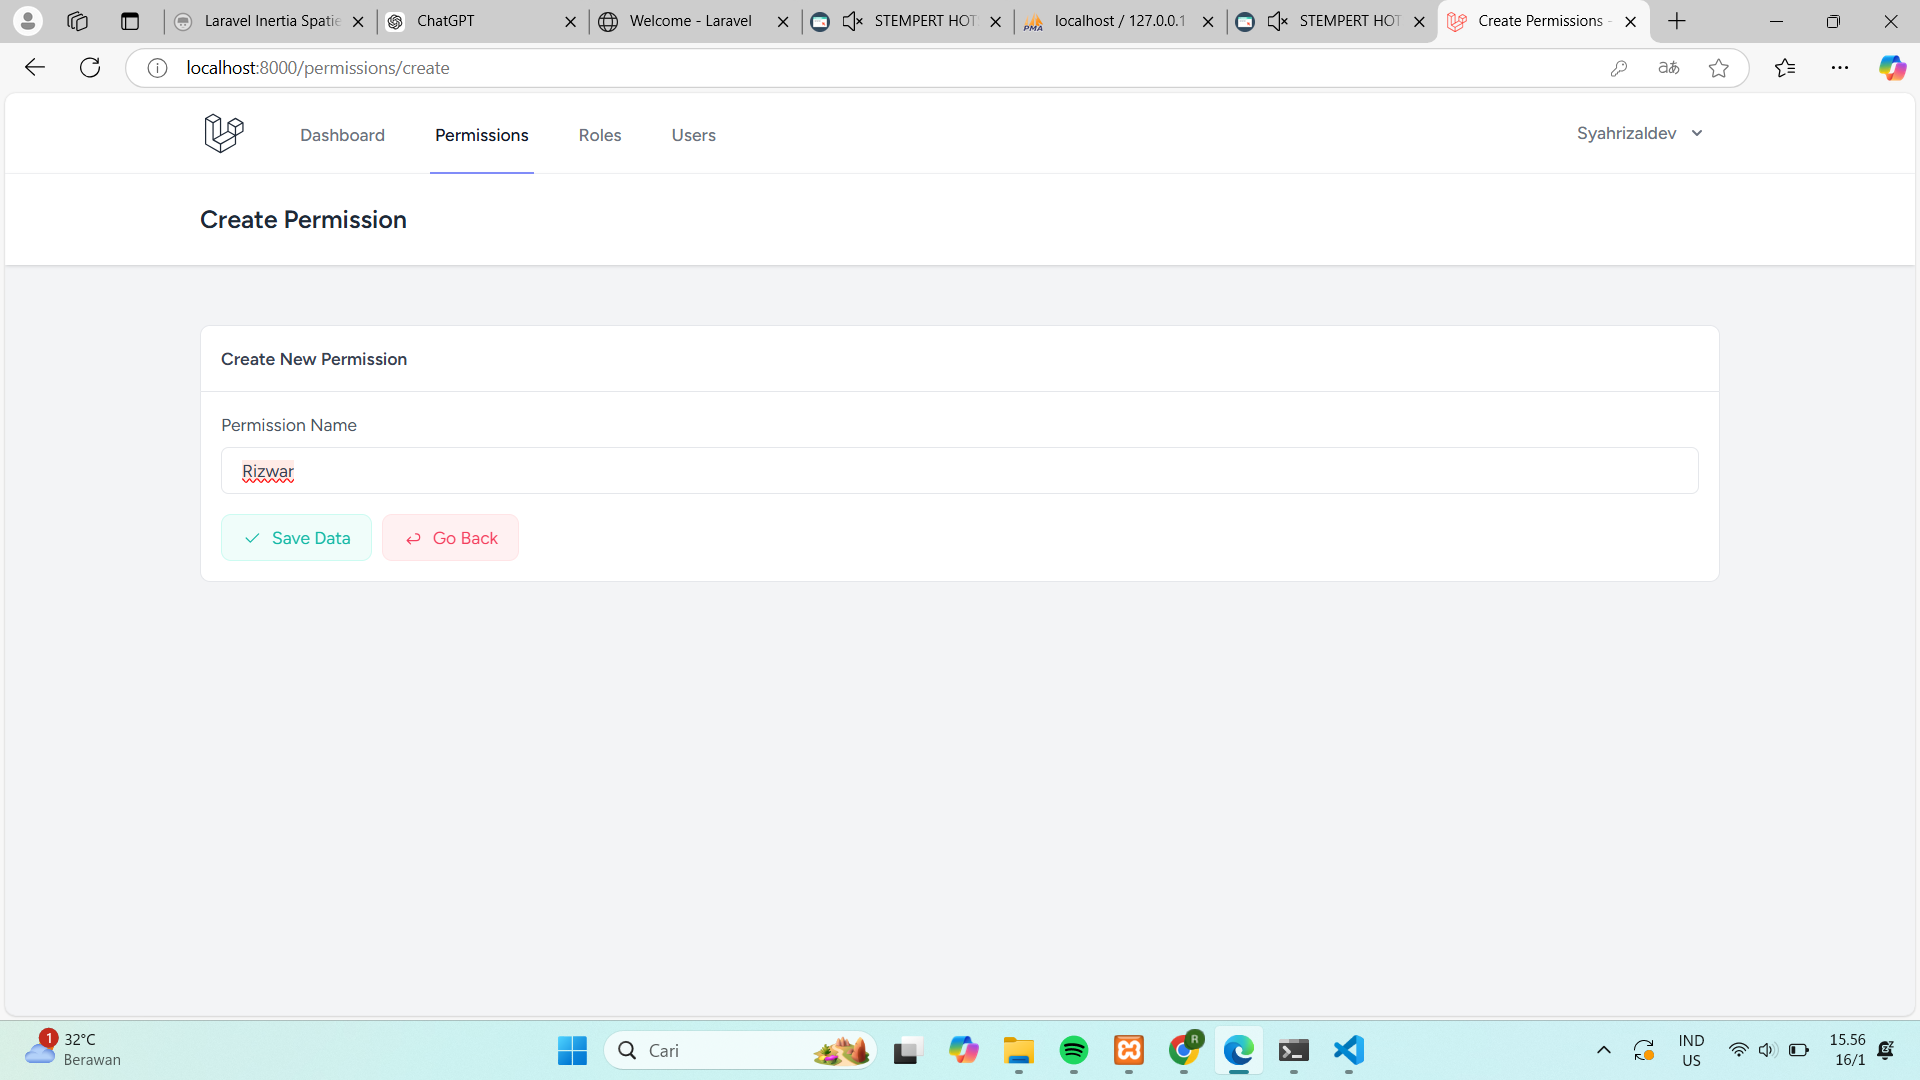 Laravel Inertia Spatie
ChatGPT
Welcome - Laravel
STEMPERT HOT
localhost / 127.0.0.1
STEMPERT HOT
Create Permissions -
localhost:8000/permissions/create
Dashboard
Permissions
Roles
Users
Syahrizaldev
Create Permission
Create New Permission
Permission Name
Rizwar
Save Data
Go Back
1
32°C
Berawan
Cari
R
IND
US
15.56
16/1